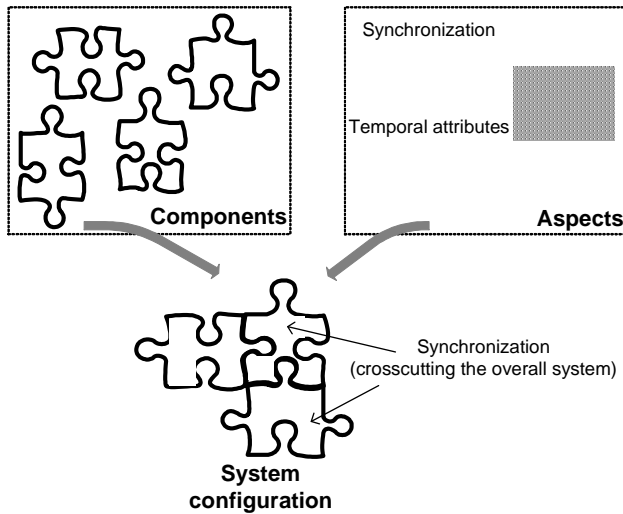 Synchronization
Temporal attributes
Components
Aspects
Synchronization
(crosscutting the overall system)
System
configuration